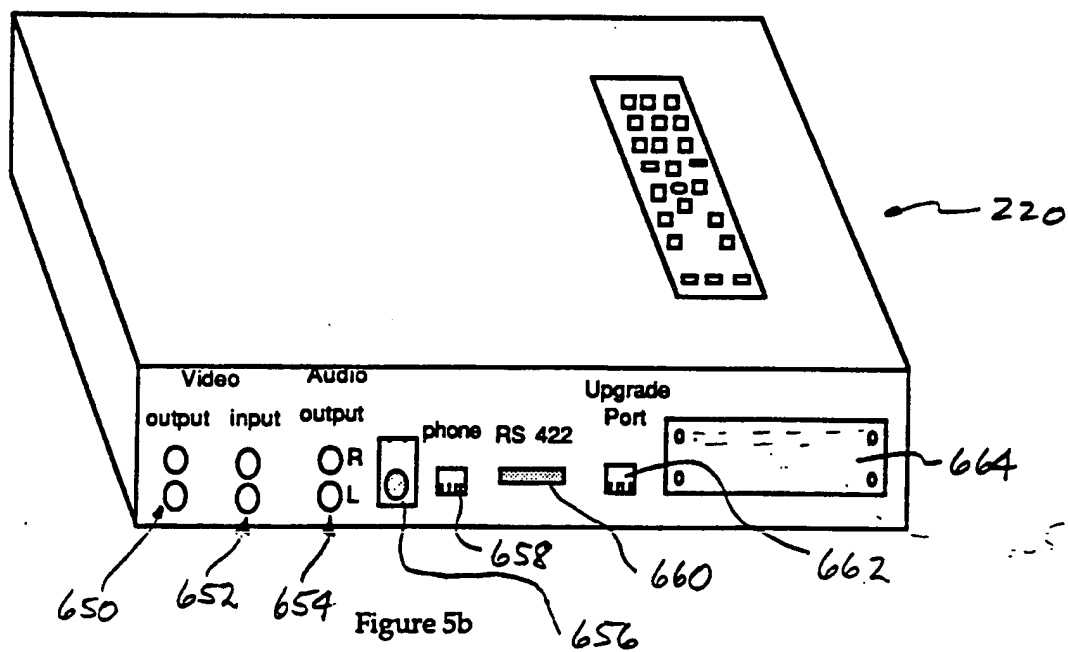 220
Video Audio
output input output
Upgrade
Port
phone RS 422
R
L
664
650
652
654
658
660
662
656
Figure 5b